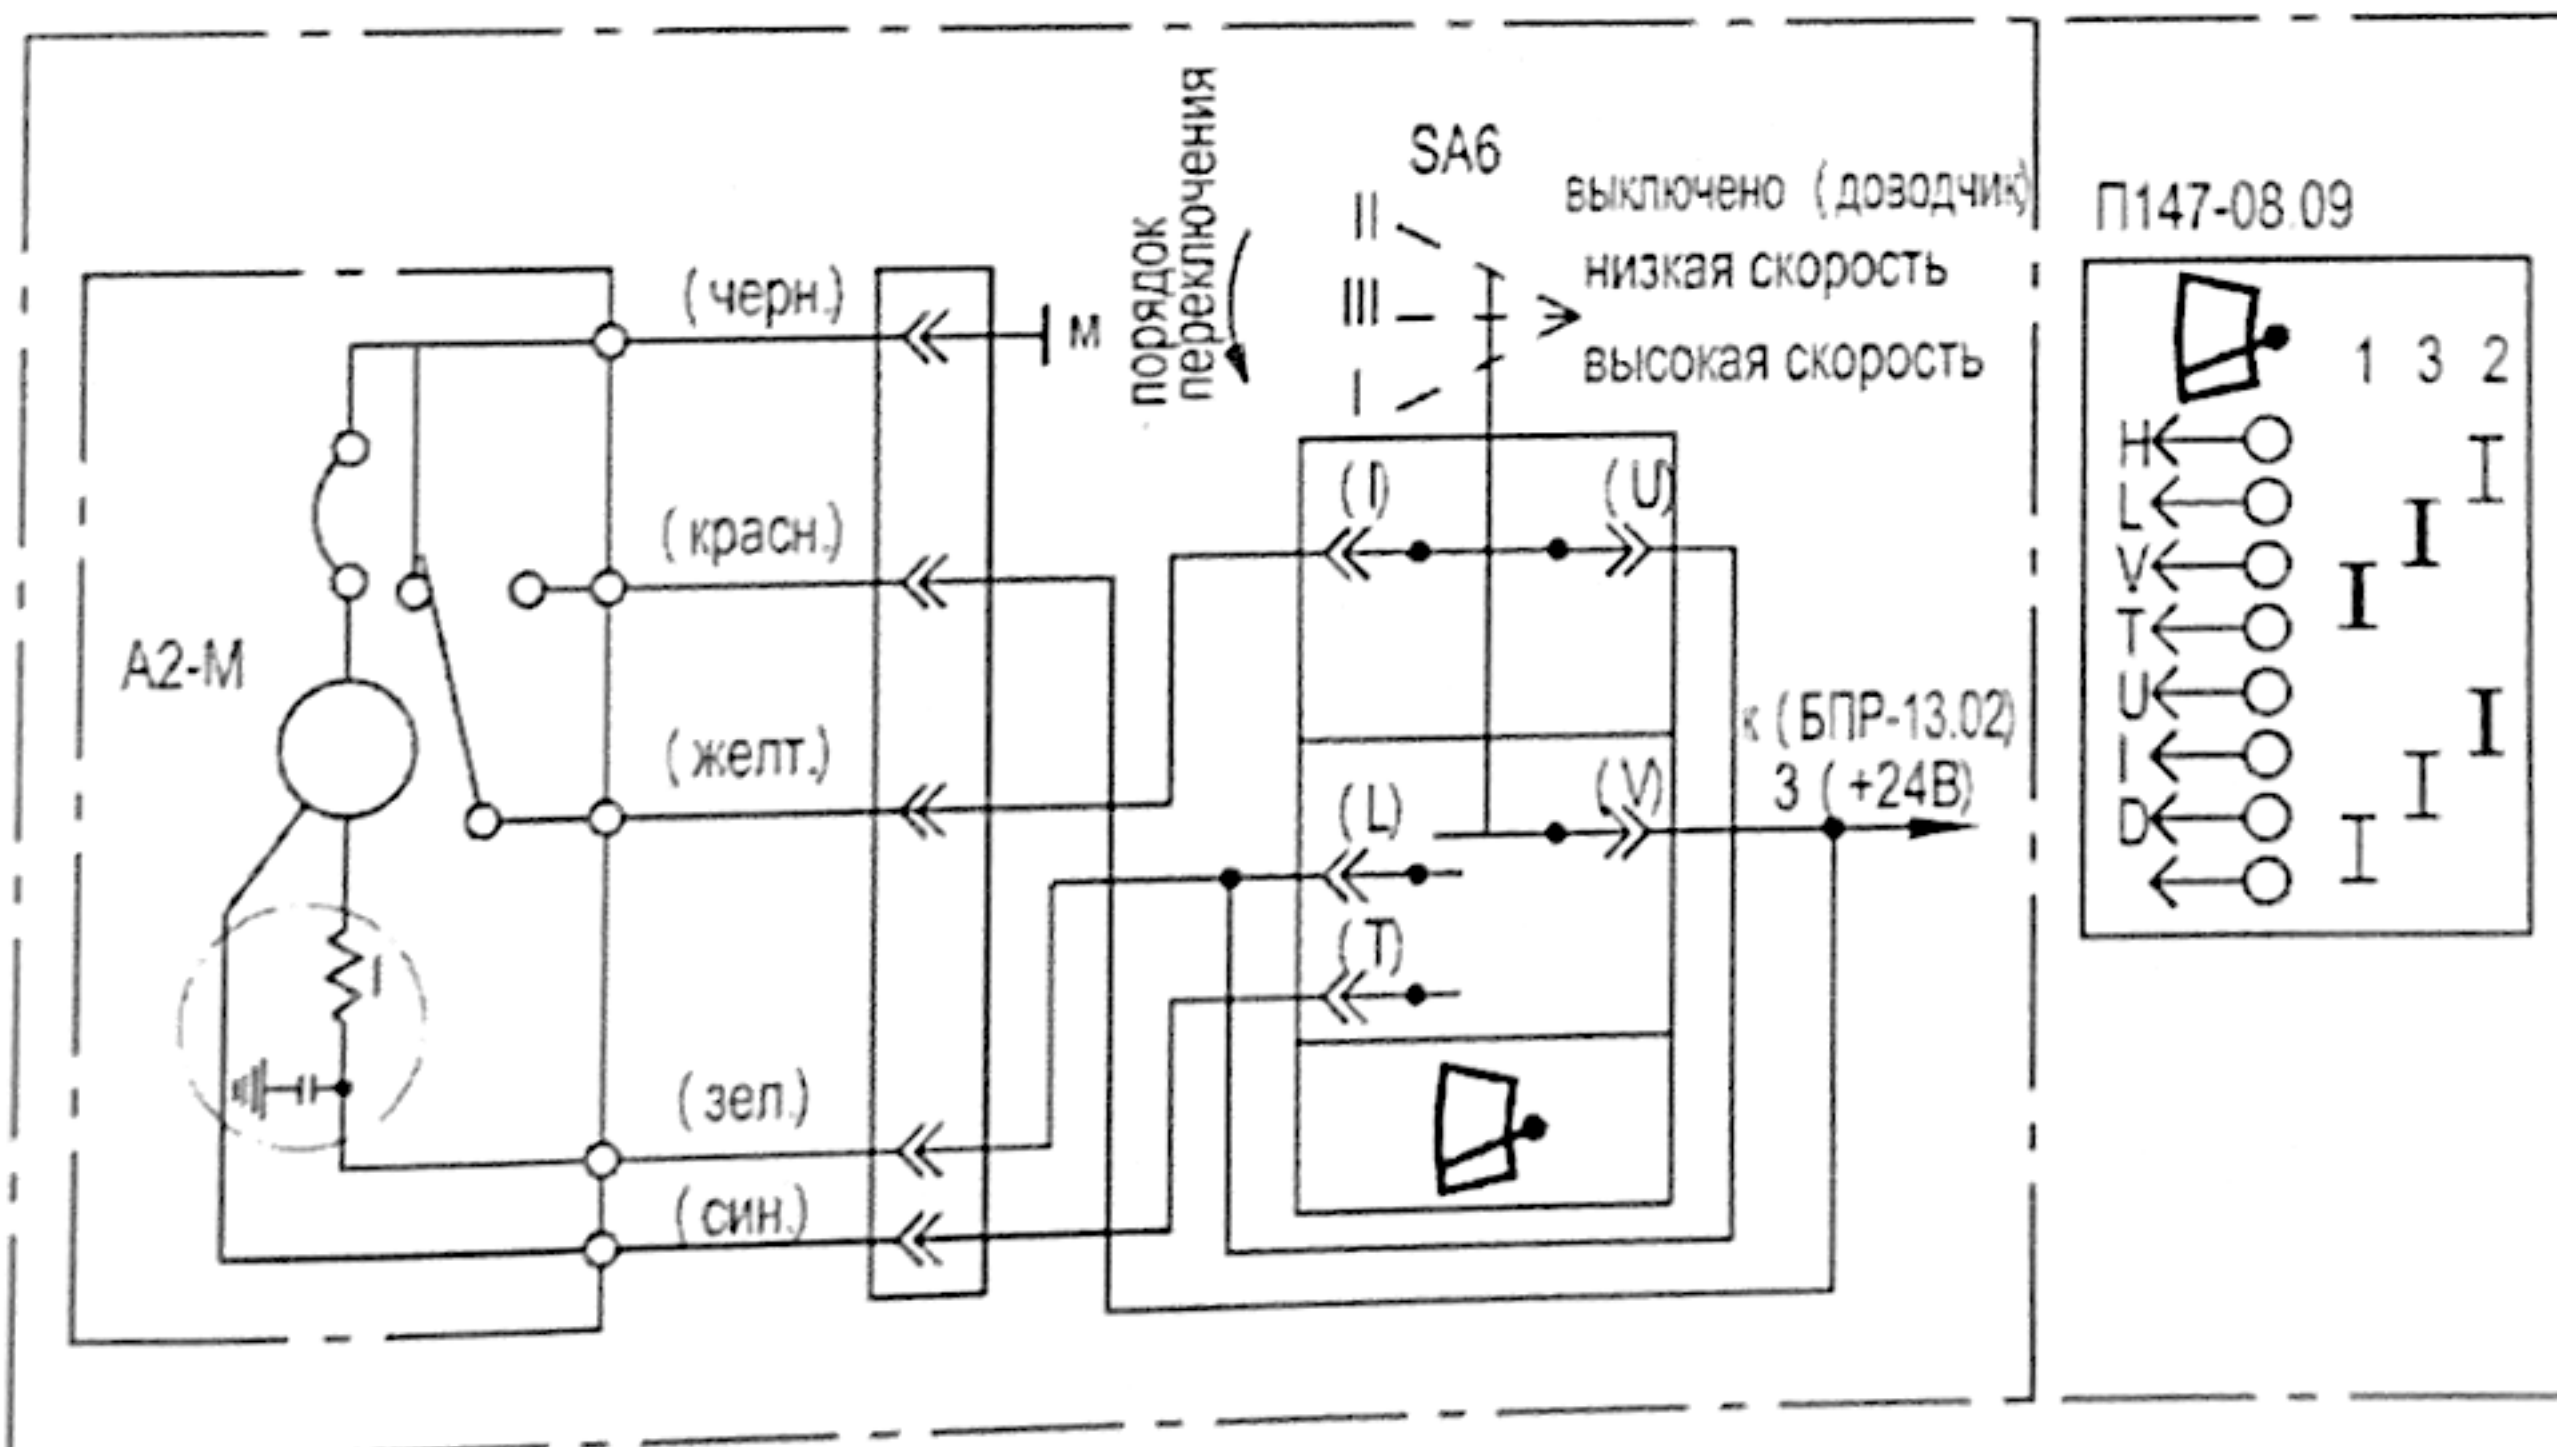 порядок
переключения
SA6
II
выключено (доводчик)
III
низкая скорость
I
высокая скорость
П147-08.09
1 3 2
H
L
V
T
U
I
D
(черн.)
М
(красн.)
(желт.)
(зел.)
(син.)
А2-М
(I)
(U)
(L)
(V)
(T)
к (БПР-13.02)
3 (+24В)